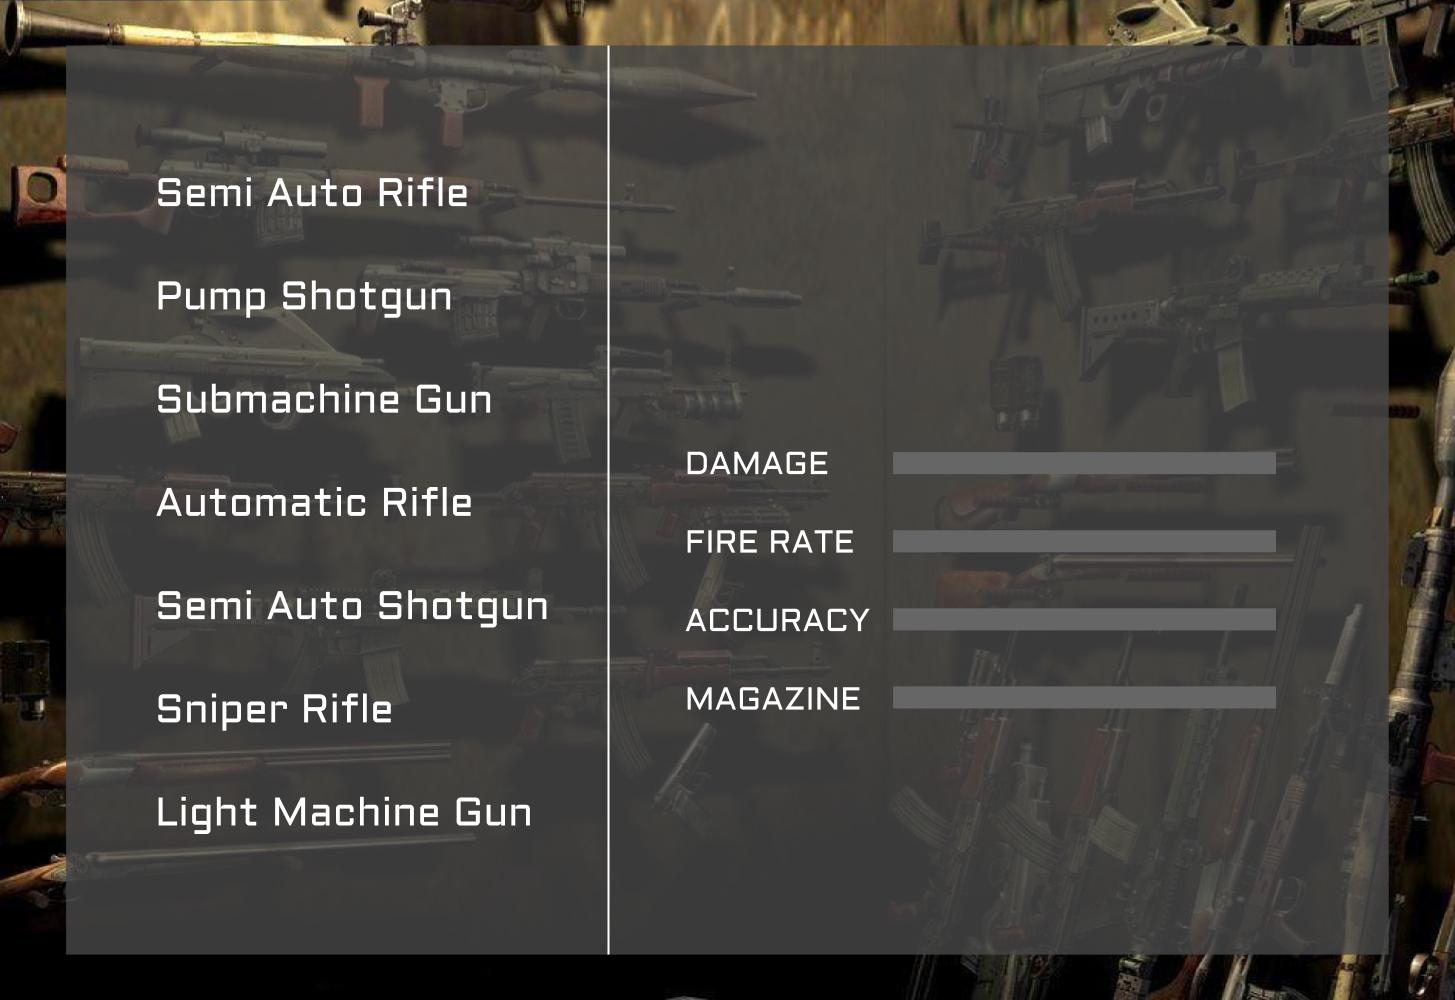 Semi Auto Rifle
Pump Shotgun
Submachine Gun
Automatic Rifle
Semi Auto Shotgun
Sniper Rifle
Light Machine Gun
DAMAGE
FIRE RATE
ACCURACY
MAGAZINE